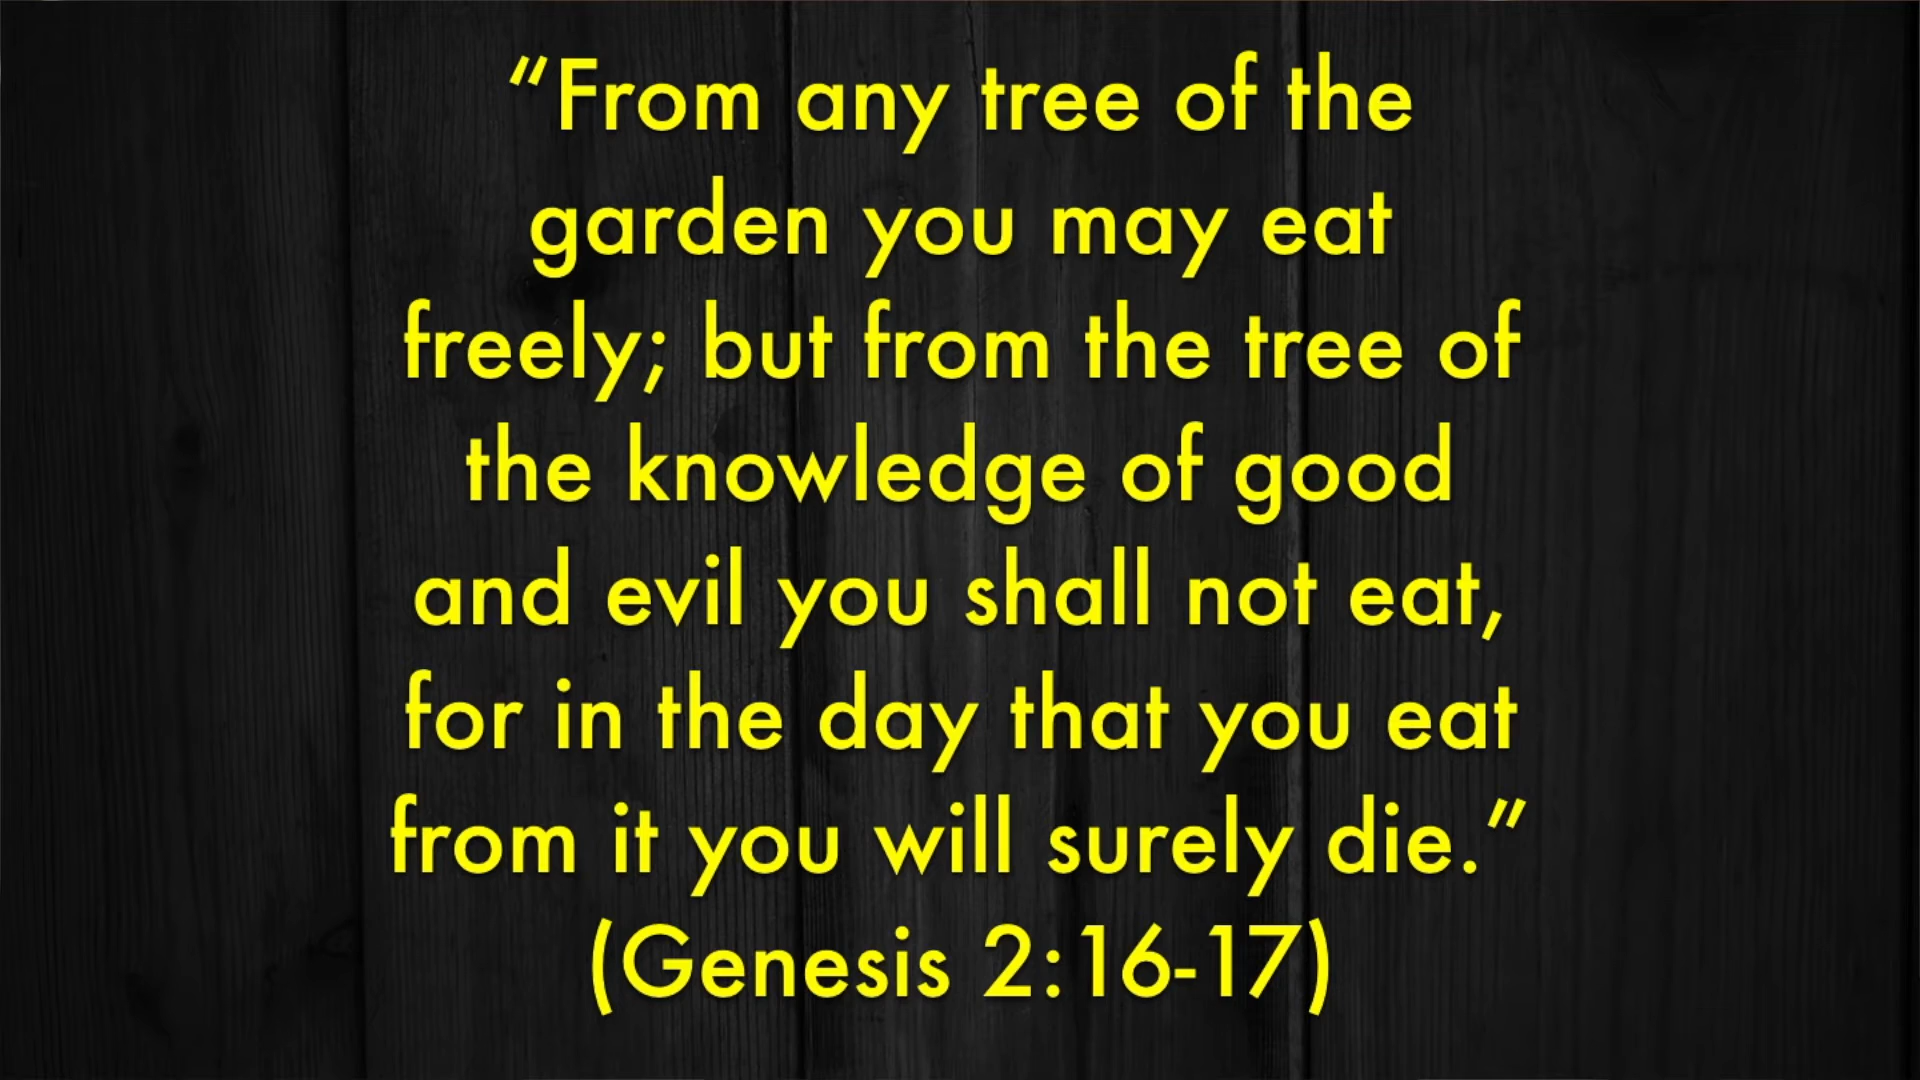 “From any tree of the
garden you may eat
freely; but from the tree of
the knowledge of good
and evil you shall not eat,
for in the day that you eat
from it you will surely die.”
(Genesis 2:16-17)